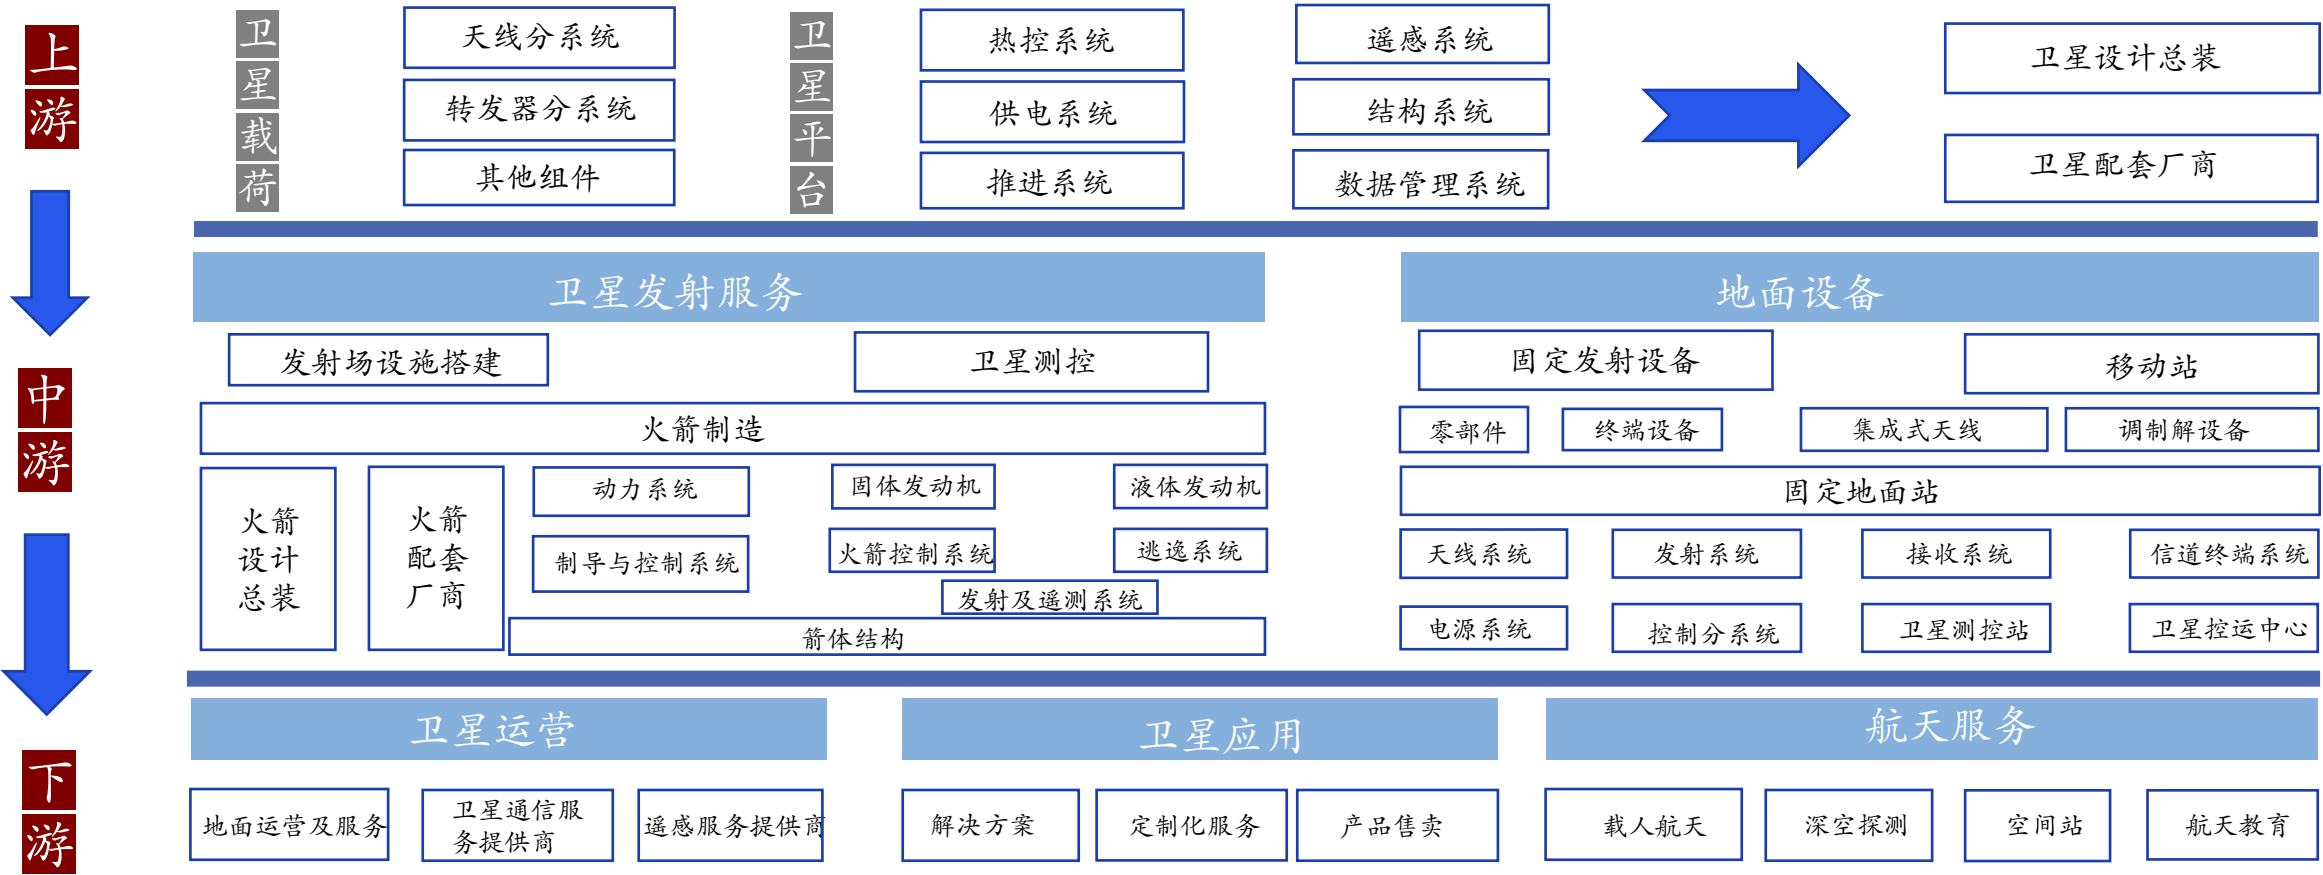 上游
卫星载荷
天线分系统
转发器分系统
其他组件
卫星平台
热控系统
遥感系统
供电系统
结构系统
推进系统
数据管理系统
卫星设计总装
卫星配套厂商
中游
卫星发射服务
发射场设施搭建
卫星测控
火箭制造
火箭
设计
总装
火箭
配套
厂商
动力系统
固体发动机
液体发动机
制导与控制系统
火箭控制系统
逃逸系统
发射及遥测系统
箭体结构
地面设备
固定发射设备
移动站
零部件
终端设备
集成式天线
调制解设备
固定地面站
天线系统
发射系统
接收系统
信道终端系统
电源系统
控制分系统
卫星测控站
卫星控运中心
下游
卫星运营
地面运营及服务
卫星通信服
务提供商
遥感服务提供商
卫星应用
解决方案
定制化服务
产品售卖
航天服务
载人航天
深空探测
空间站
航天教育